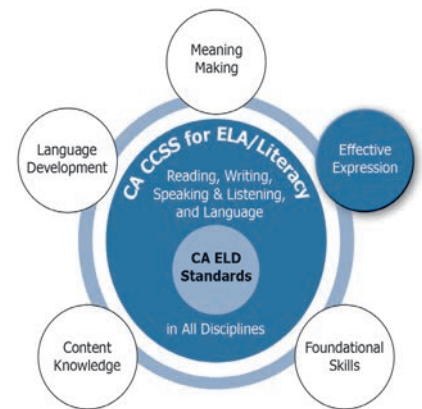 Meaning
Making
Language
Development
Effective
Expression
CA CCSS for ELA/Literacy
Reading, Writing,
Speaking & Listening,
and Language
CA ELD
Standards
in All Disciplines
Content
Knowledge
Foundational
Skills